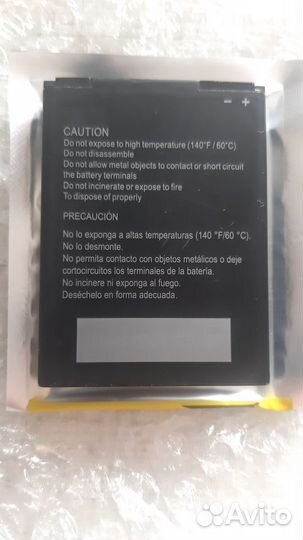 - +
CAUTION
Do not expose to high temperature (140°F / 60°C)
Do not disassemble
Do not allow metal objects to contact or short circuit
the battery terminals
Do not incinerate or expose to fire
To dispose of properly
PRECAUCIÓN
No lo exponga a altas temperaturas (140 °F/60 °C).
No lo desmonte.
No permita contacto con objetos metálicos o deje
cortocircuitos los terminales de la batería.
No incinere ni exponga al fuego.
Deséchelo en forma adecuada.
Avito